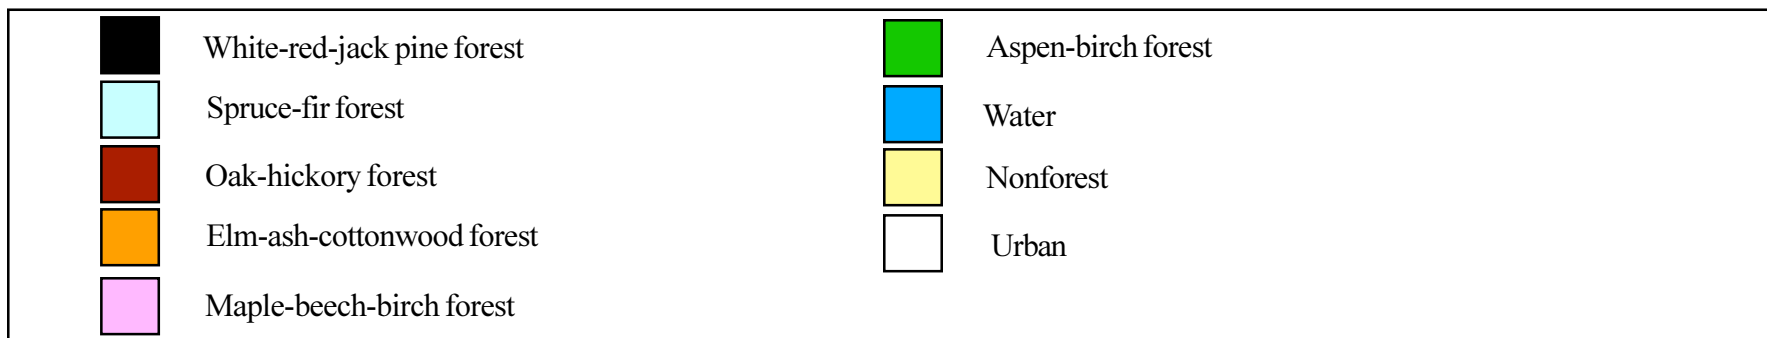 White-red-jack pine forest
Spruce-fir forest
Oak-hickory forest
Elm-ash-cottonwood forest
Maple-beech-birch forest
Aspen-birch forest
Water
Nonforest
Urban